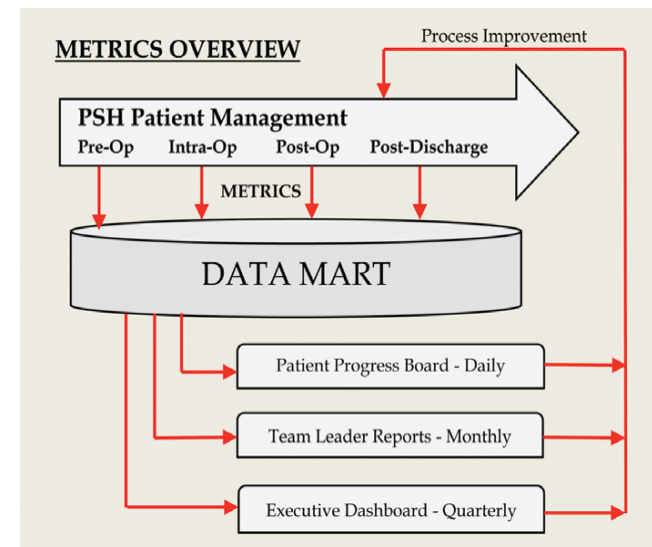 Process Improvement
METRICS OVERVIEW
PSH Patient Management
Pre-Op Intra-Op Post-Op Post-Discharge
METRICS
DATA MART
Patient Progress Board - Daily
Team Leader Reports - Monthly
Executive Dashboard - Quarterly